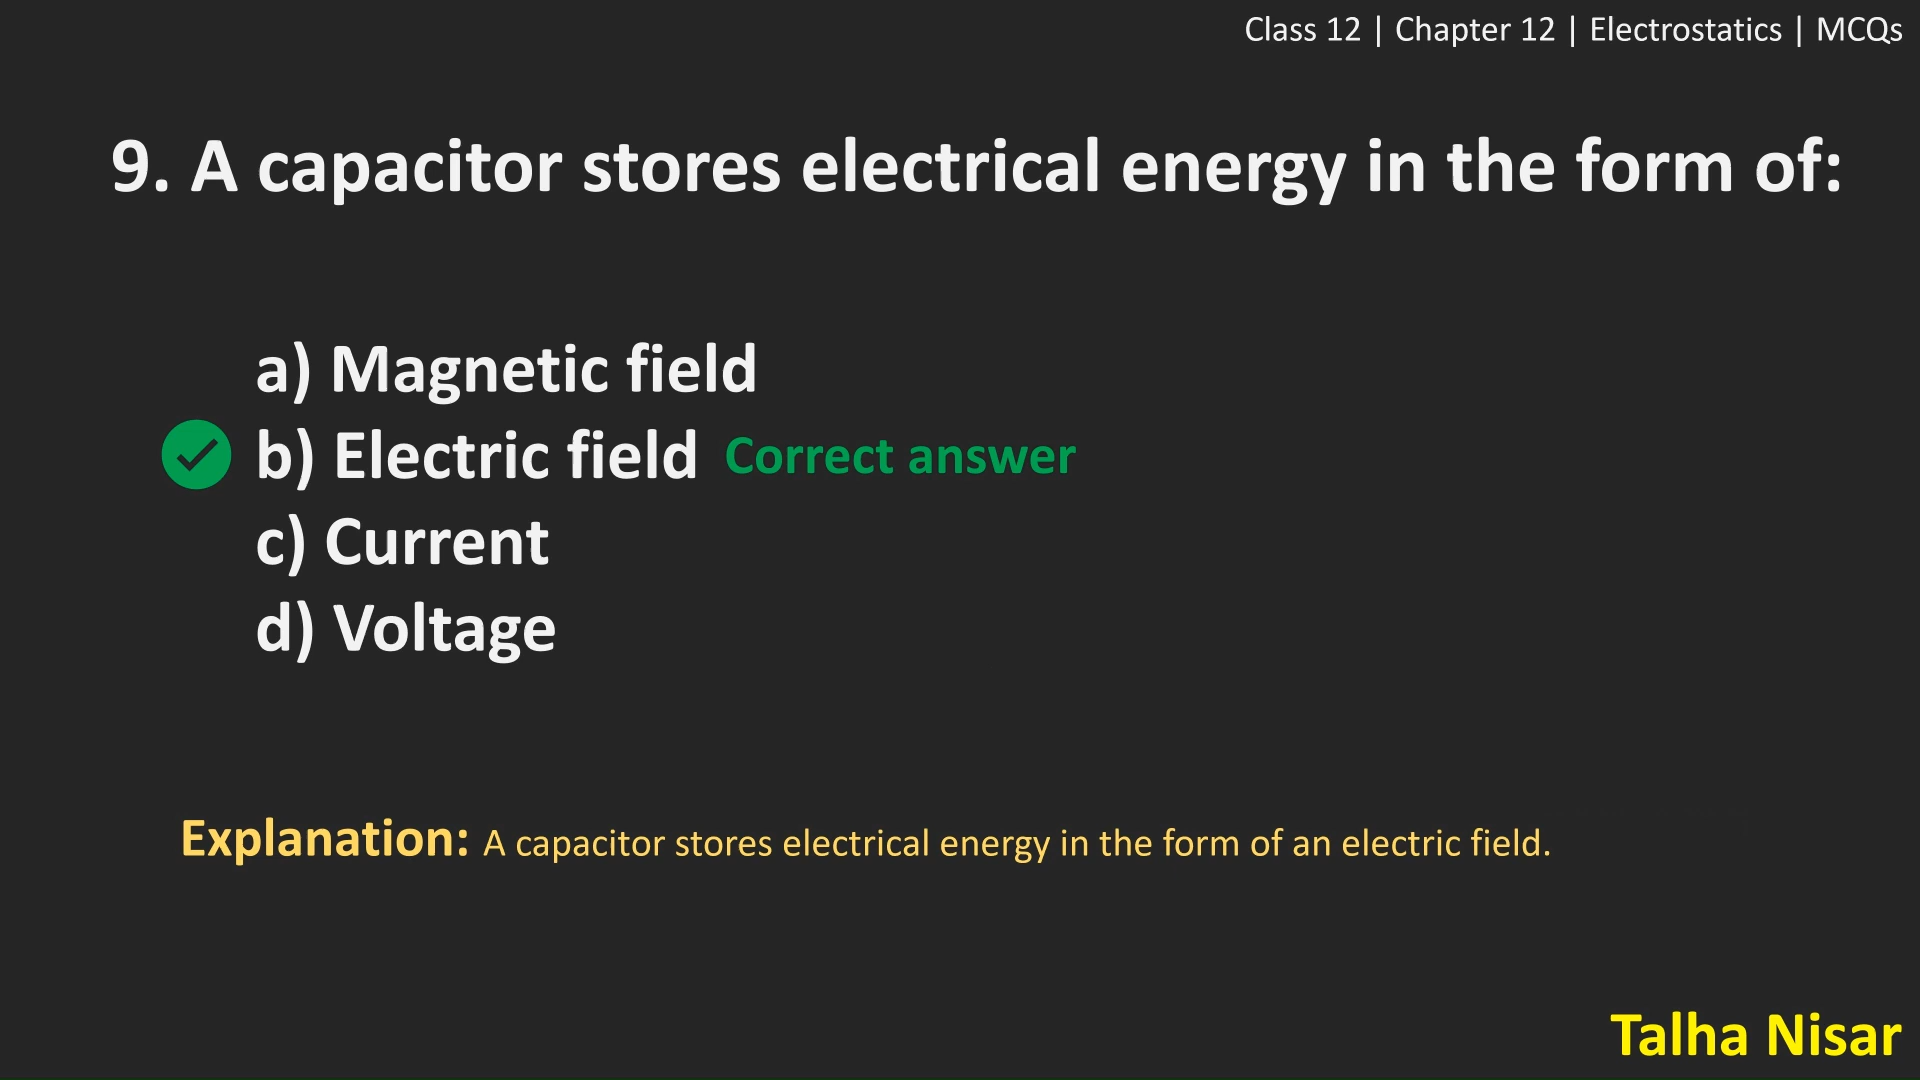 Class 12 | Chapter 12 | Electrostatics | MCQs
9. A capacitor stores electrical energy in the form of:
a) Magnetic field
b) Electric field Correct answer
c) Current
d) Voltage
Explanation: A capacitor stores electrical energy in the form of an electric field.
Talha Nisar